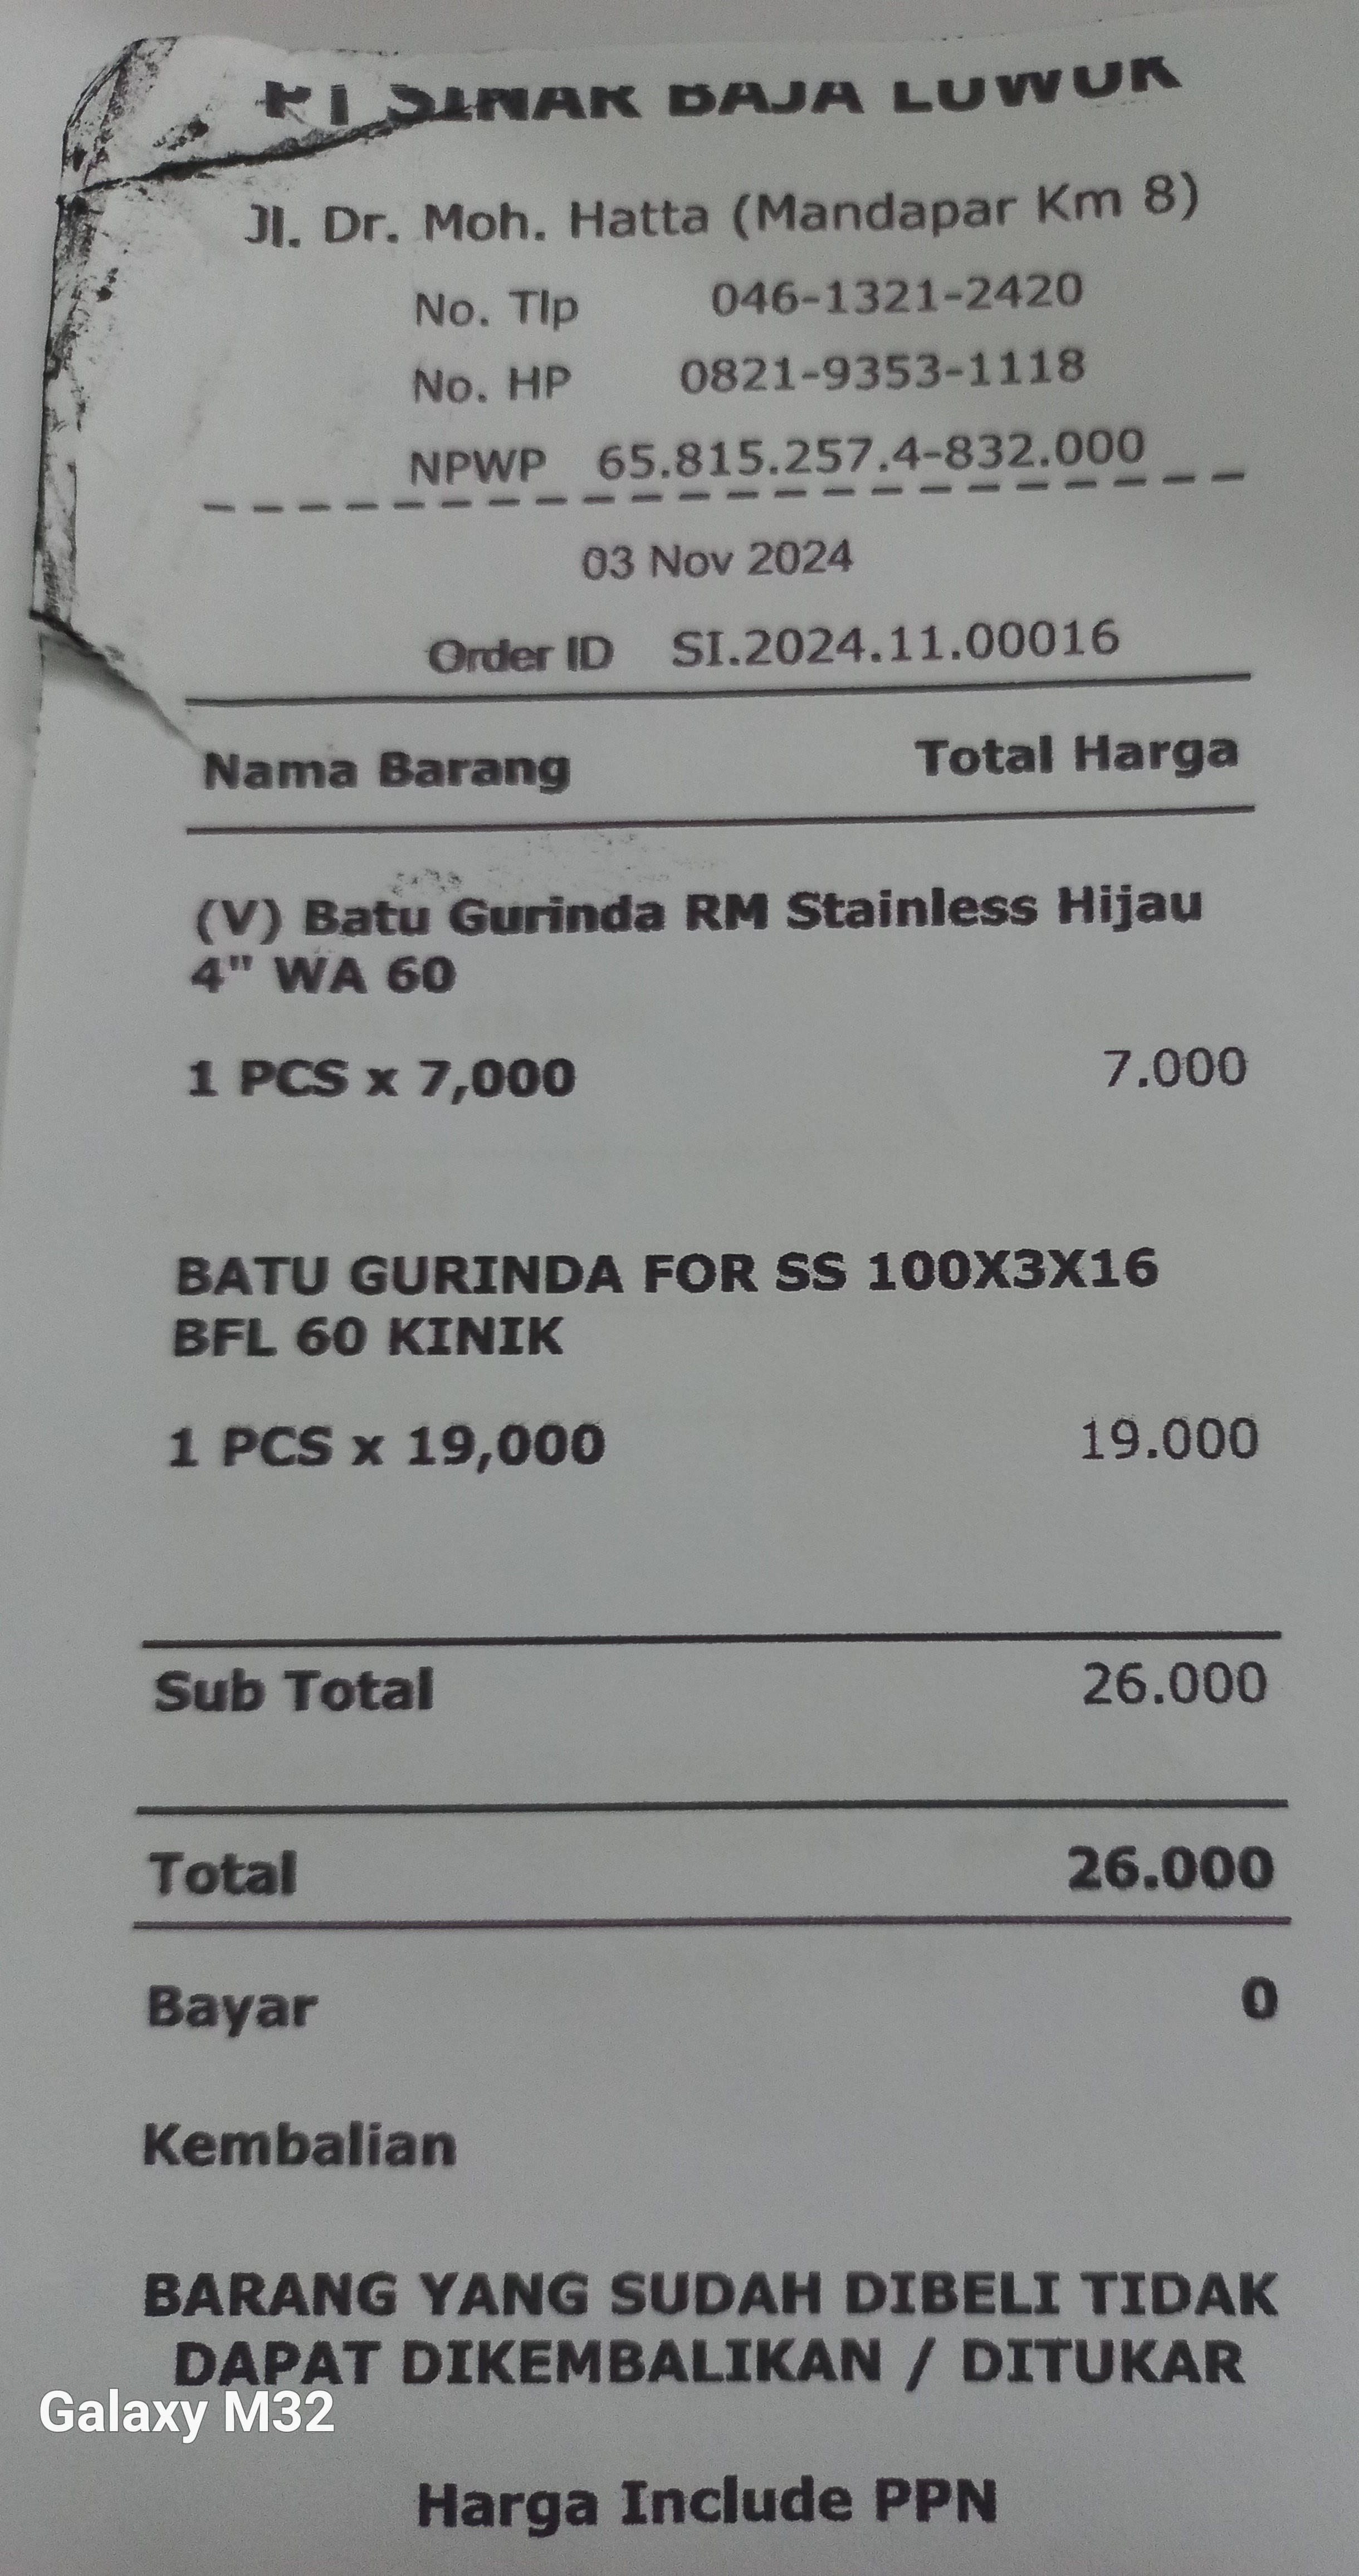 PT SINAR BAJA LUWUK
Jl. Dr. Moh. Hatta (Mandapar Km 8)
No. Tlp 046-1321-2420
No. HP 0821-9353-1118
NPWP 65.815.257.4-832.000
03 Nov 2024
Order ID SI.2024.11.00016
Nama Barang Total Harga
(V) Batu Gurinda RM Stainless Hijau
4" WA 60
1 PCS x 7,000 7.000
BATU GURINDA FOR SS 100X3X16
BFL 60 KINIK
1 PCS x 19,000 19.000
Sub Total 26.000
Total 26.000
Bayar 0
Kembalian
BARANG YANG SUDAH DIBELI TIDAK
DAPAT DIKEMBALIKAN / DITUKAR
Galaxy M32
Harga Include PPN